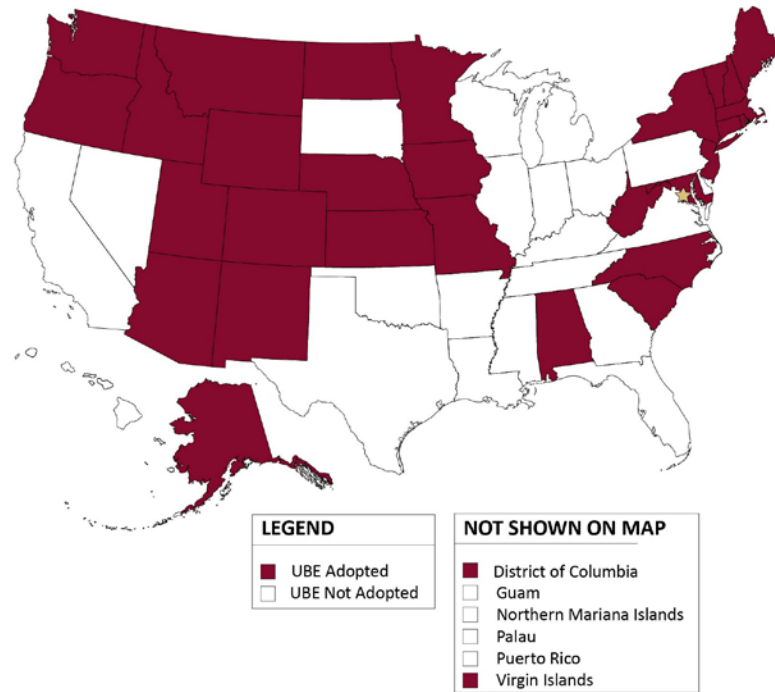 LEGEND
UBE Adopted
UBE Not Adopted
NOT SHOWN ON MAP
District of Columbia
Guam
Northern Mariana Islands
Palau
Puerto Rico
Virgin Islands